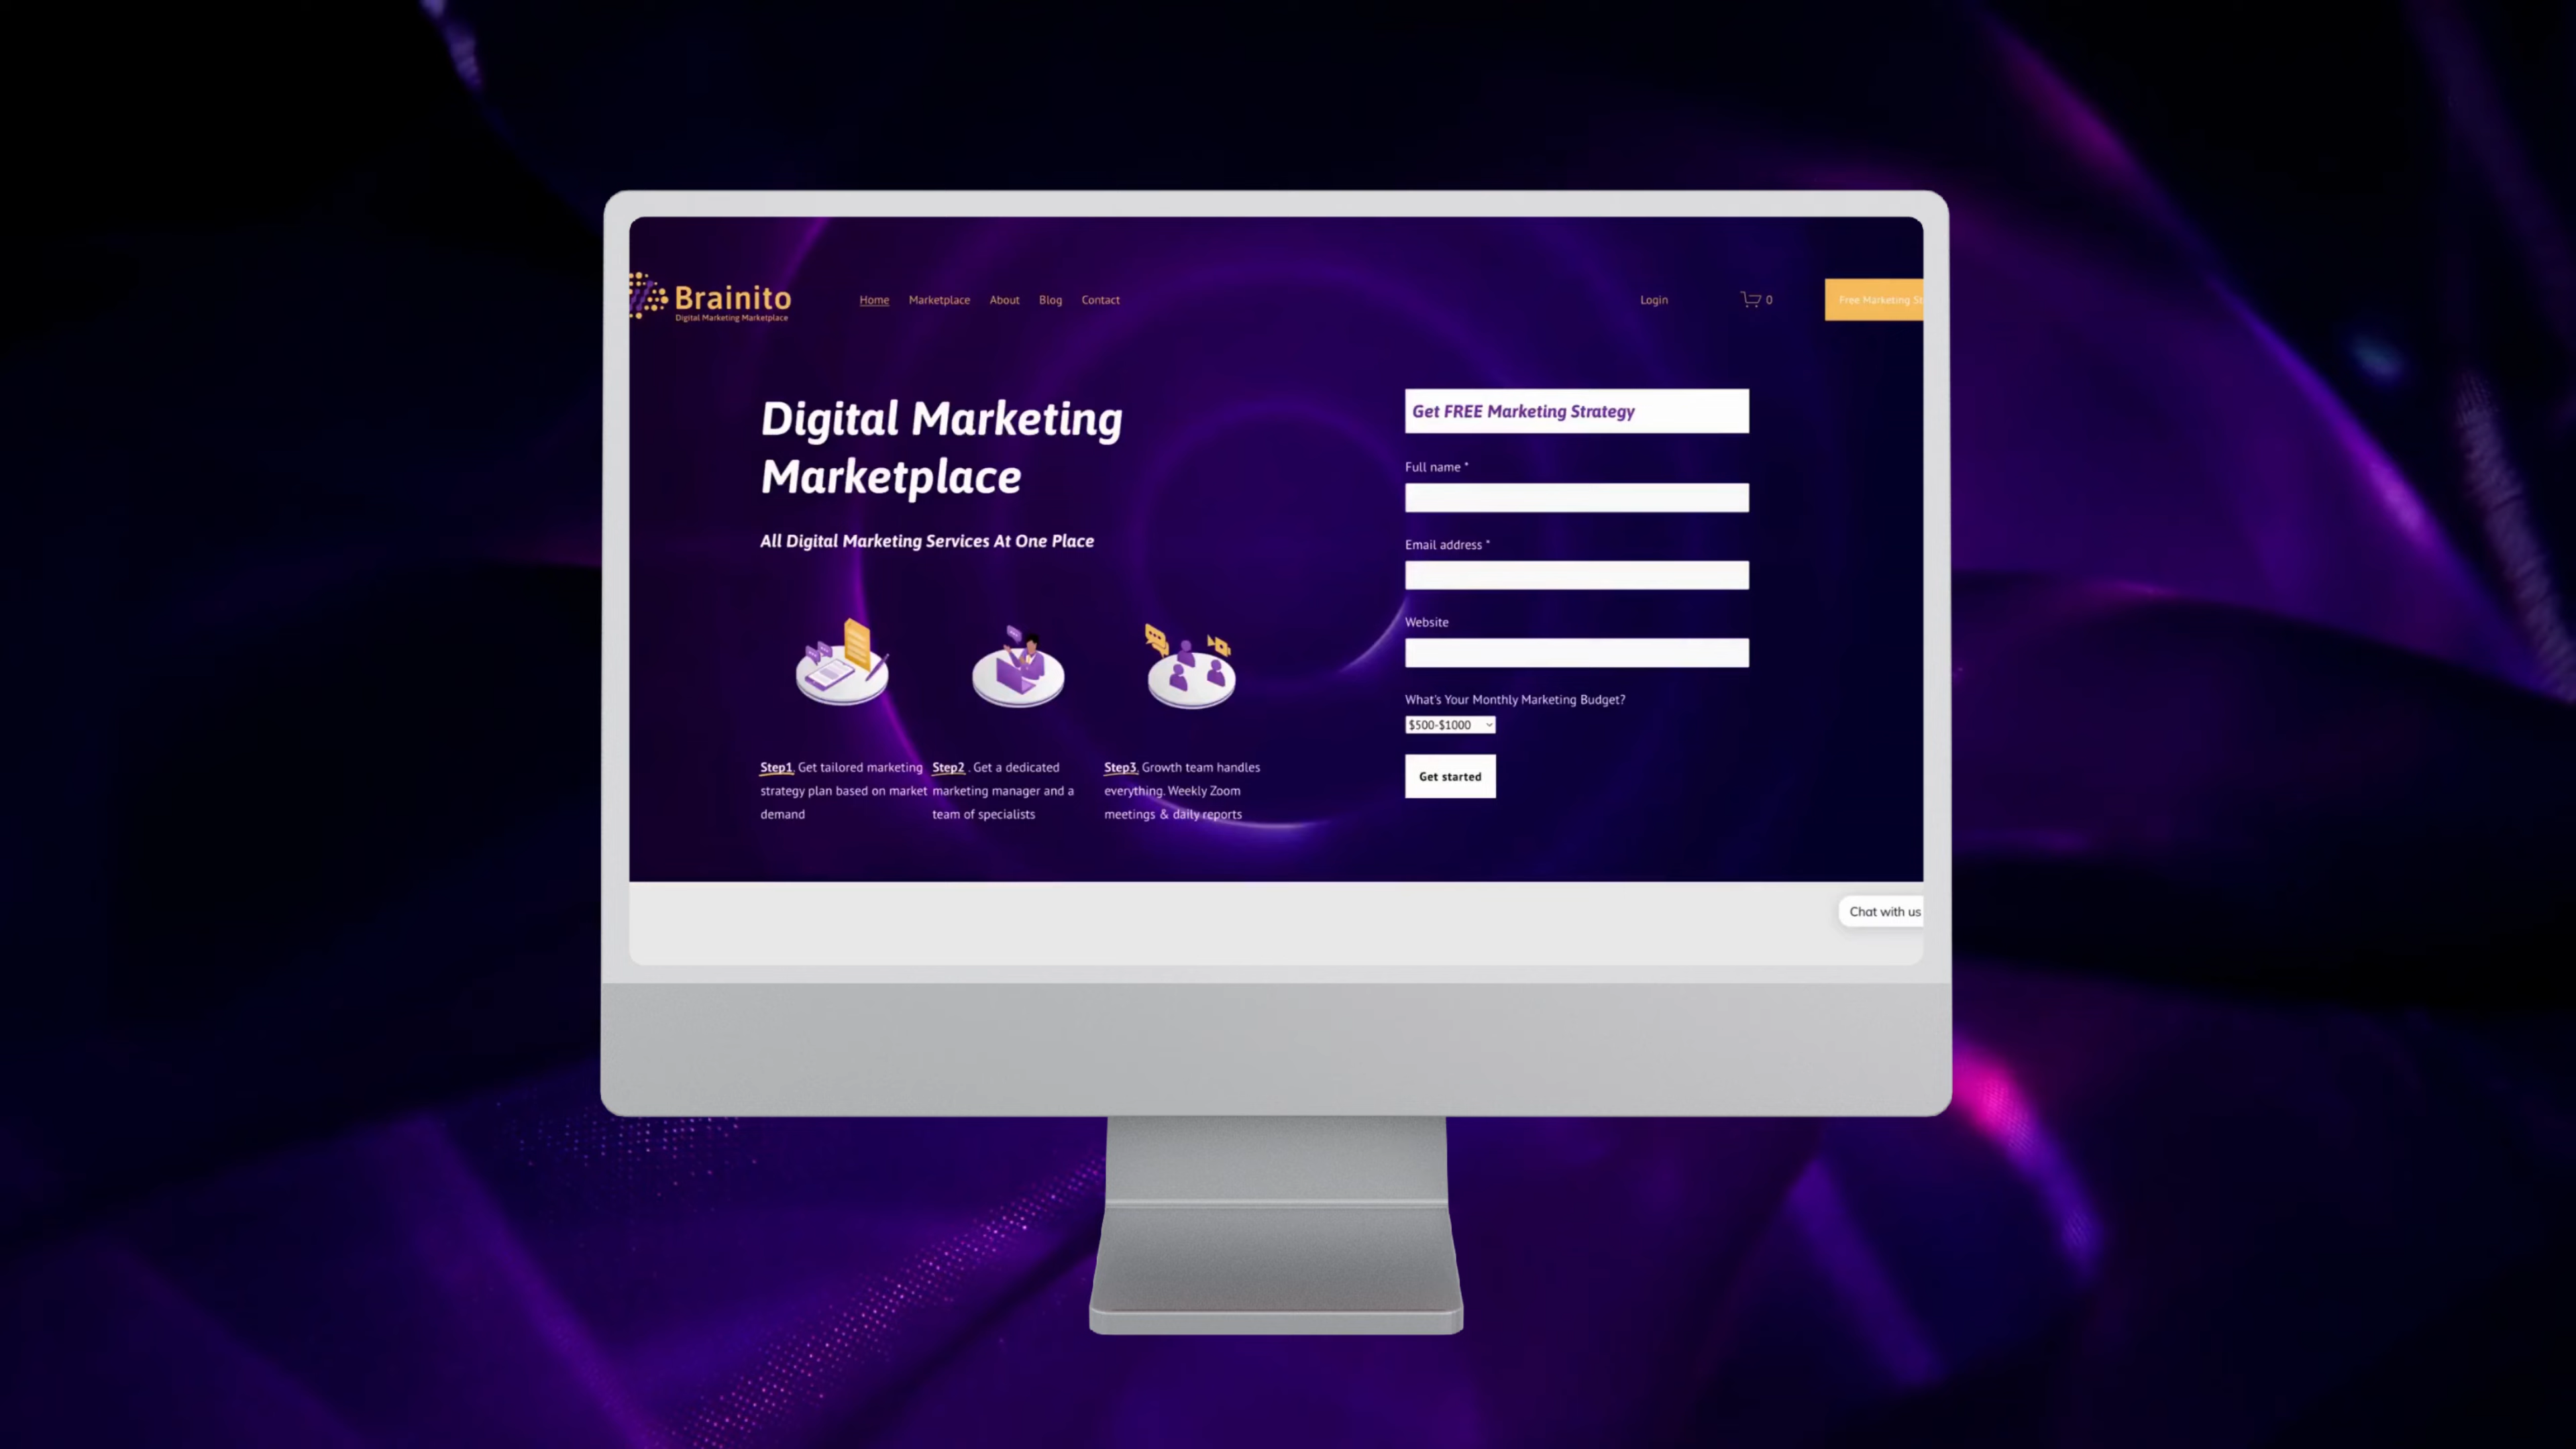 Brainito
Digital Marketing Marketplace
Home Marketplace About Blog Contact
Login
0
Free Marketing
Digital Marketing
Marketplace
All Digital Marketing Services At One Place
Step1. Get tailored marketing
strategy plan based on market
demand
Step2 . Get a dedicated
marketing manager and a
team of specialists
Step3. Growth team handles
everything. Weekly Zoom
meetings & daily reports
Get FREE Marketing Strategy
Full name *
Email address *
Website
What's Your Monthly Marketing Budget?
$500-$1000
Get started
Chat with us